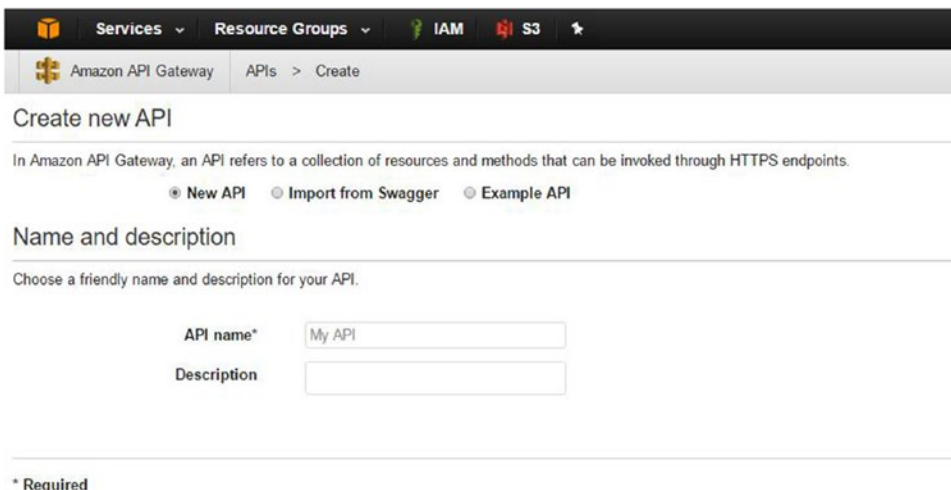 Services Resource Groups IAM S3
Amazon API Gateway APIs > Create
Create new API
In Amazon API Gateway, an API refers to a collection of resources and methods that can be invoked through HTTPS endpoints.
New API Import from Swagger Example API
Name and description
Choose a friendly name and description for your API.
API name* My API
Description
* Required